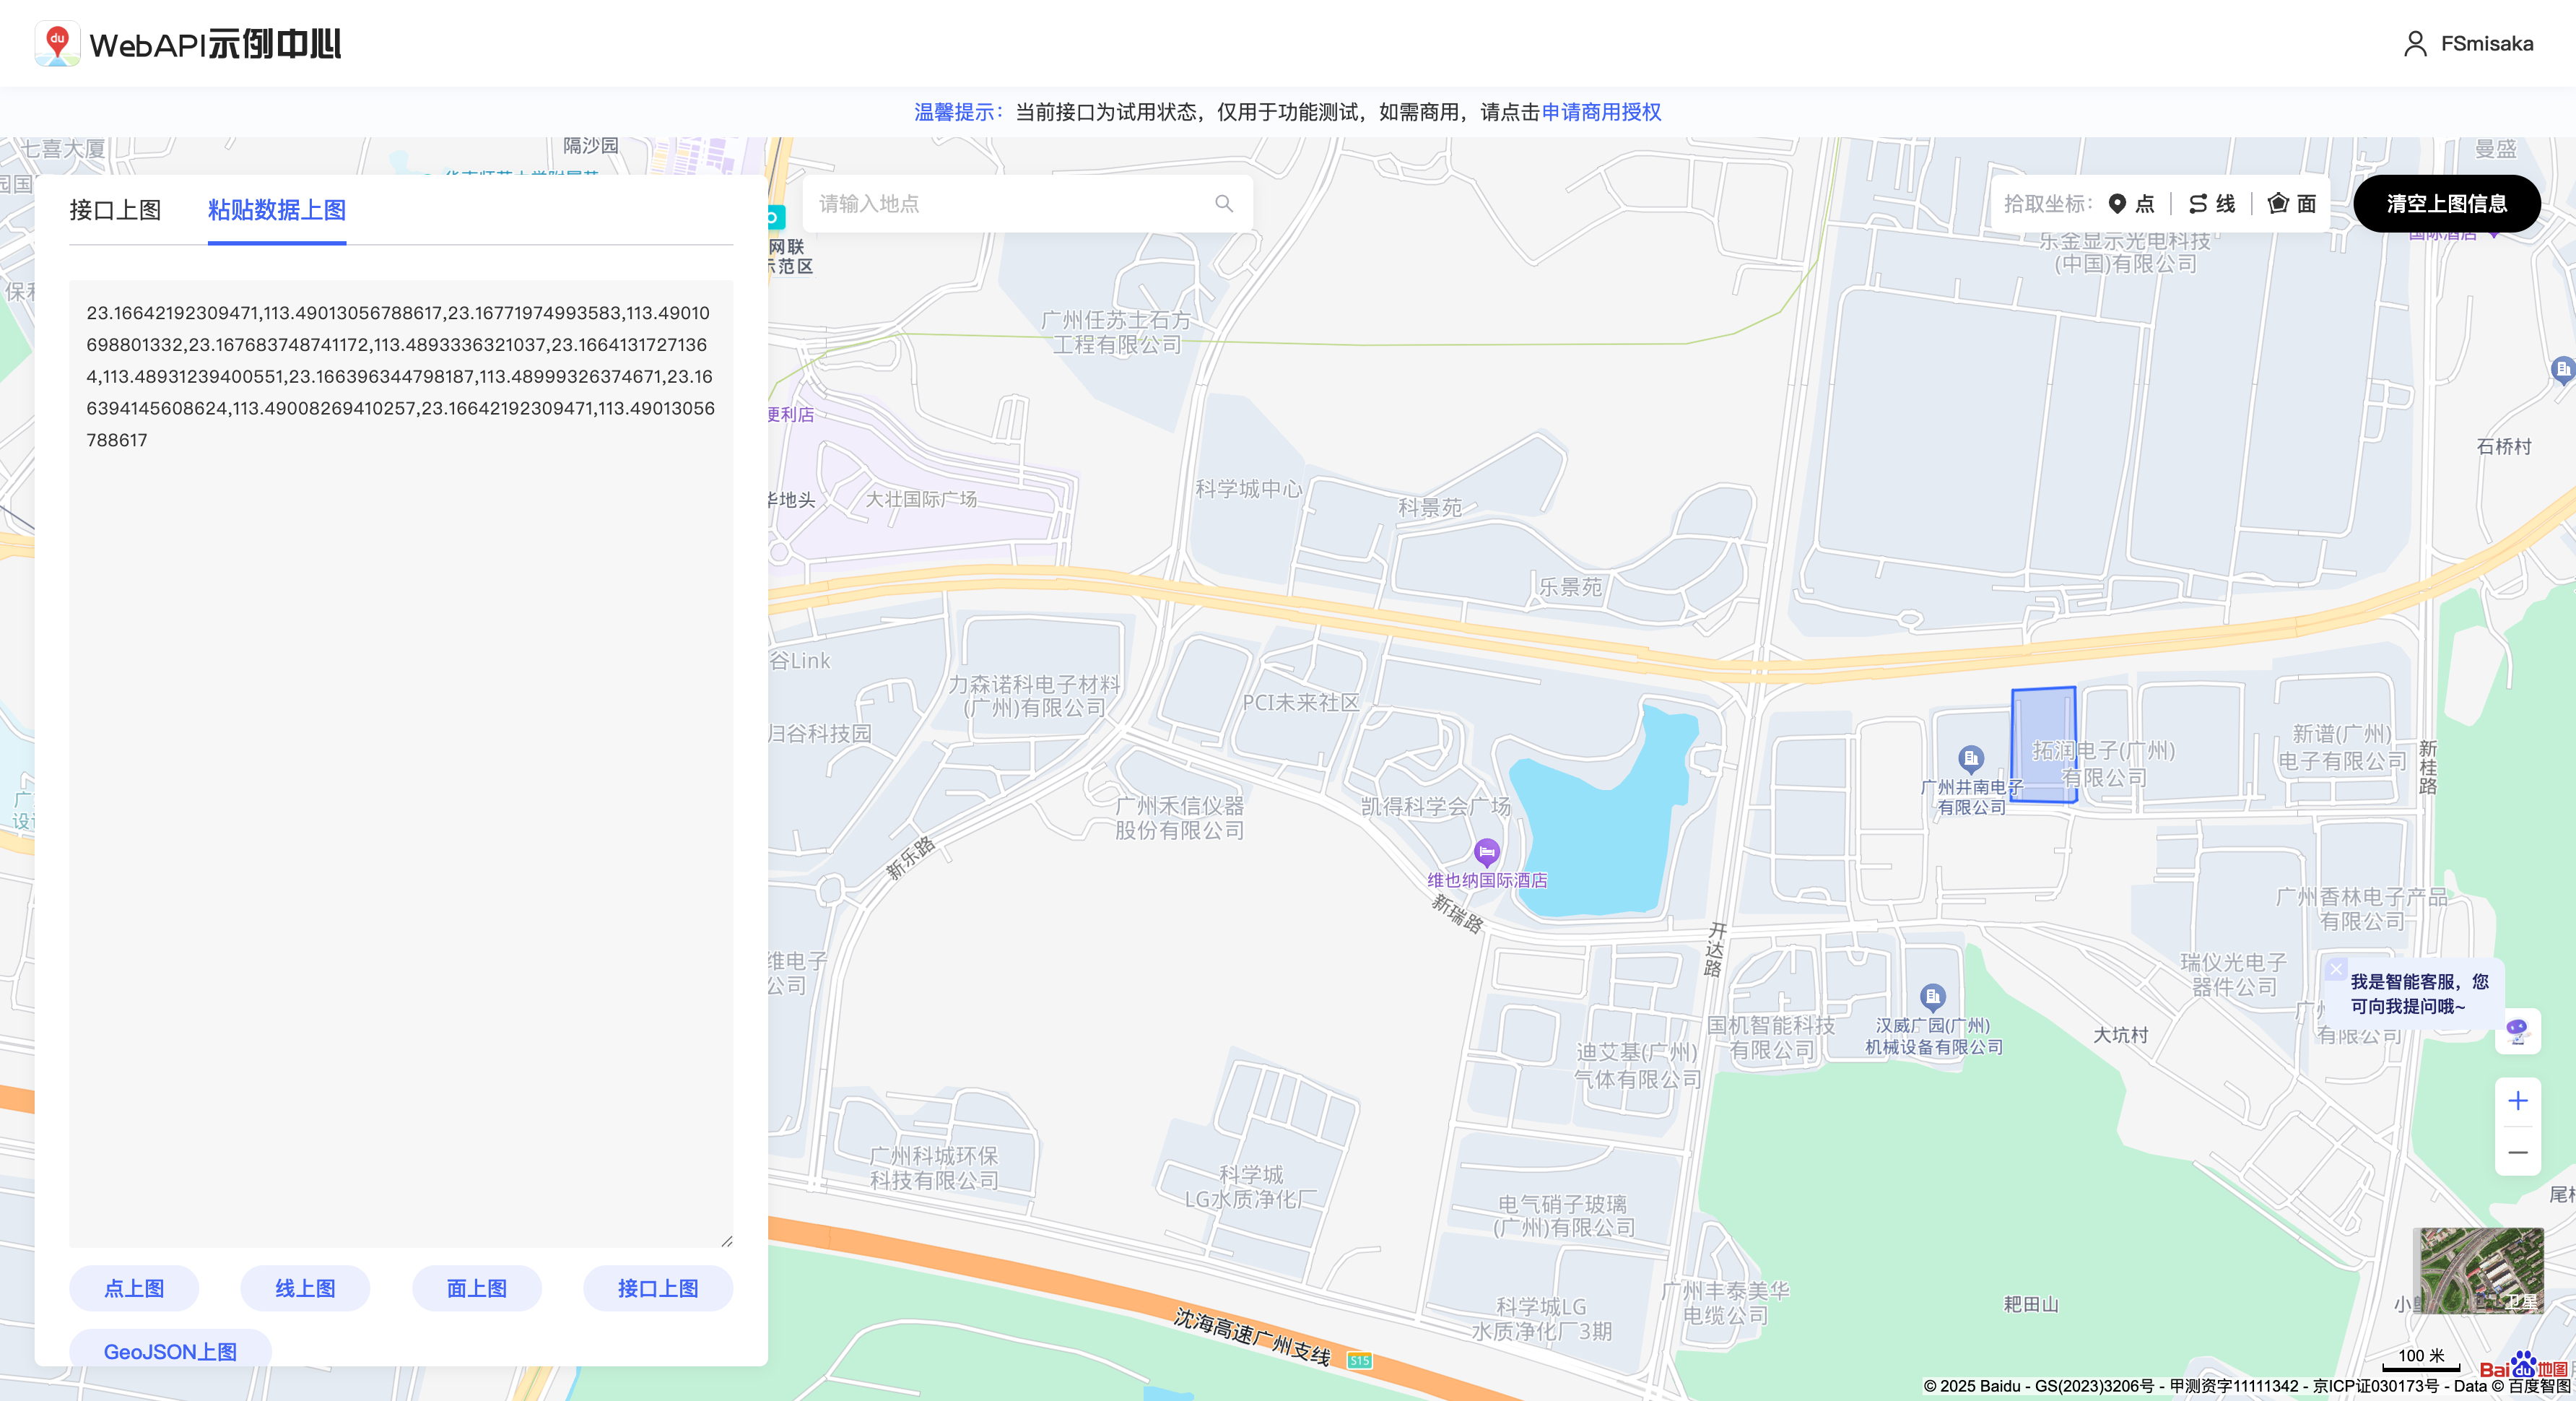 WebAPI示例中心
FSmisaka
温馨提示：当前接口为试用状态，仅用于功能测试，如需商用，请点击申请商用授权
接口上图
粘贴数据上图
23.16642192309471,113.49013056788617,23.16771974993583,113.49010
698801332,23.167683748741172,113.4893336321037,23.1664131727136
4,113.48931239400551,23.166396344798187,113.48999326374671,23.16
6394145608624,113.49008269410257,23.16642192309471,113.49013056
788617
点上图
线上图
面上图
接口上图
GeoJSON上图
请输入地点
拾取坐标:
点
线
面
清空上图信息
七喜大厦
隔沙园
曼盛
网联
示范区
乐金显示光电科技
(中国)有限公司
国际酒店
广州任苏土石方
工程有限公司
便利店
石桥村
华地头
大壮国际广场
科学城中心
科景苑
乐景苑
谷Link
力森诺科电子材料
(广州)有限公司
PCI未来社区
归谷科技园
拓润电子(广州)
有限公司
新谱(广州)
电子有限公司
新桂路
广州井南电子
有限公司
广州禾信仪器
股份有限公司
凯得科学会广场
新乐路
维也纳国际酒店
新瑞路
开达路
广州香林电子产品
有限公司
维电子
公司
瑞仪光电子
器件公司
我是智能客服，您
可向我提问哦~
有限公司
国机智能科技
有限公司
汉威广园(广州)
机械设备有限公司
大坑村
迪艾基(广州)
气体有限公司
广州科城环保
科技有限公司
科学城
LG水质净化厂
电气硝子玻璃
(广州)有限公司
科学城LG
水质净化厂3期
广州丰泰美华
电缆公司
耙田山
卫星
沈海高速广州支线
S15
100 米
Bai du 地图
© 2025 Baidu - GS(2023)3206号 - 甲测资字11111342 - 京ICP证030173号 - Data © 百度智图